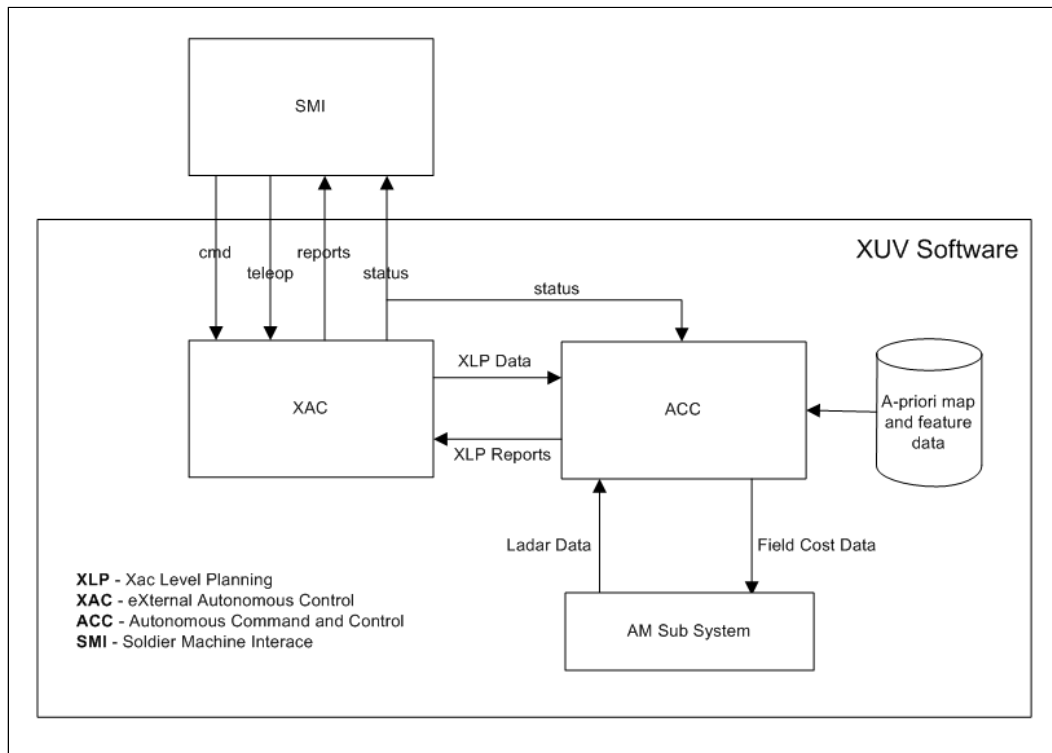 SMI
XUV Software
cmd
teleop
reports
status
status
XAC
XLP Data
XLP Reports
ACC
A-priori map
and feature
data
Ladar Data
Field Cost Data
AM Sub System
XLP - Xac Level Planning
XAC - eXternal Autonomous Control
ACC - Autonomous Command and Control
SMI - Soldier Machine Interace